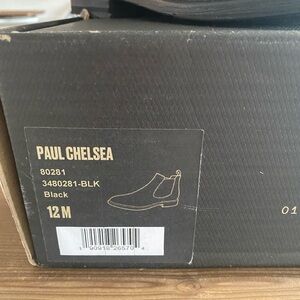 PAUL CHELSEA
80281
3480281-BLK
Black
12 M
01